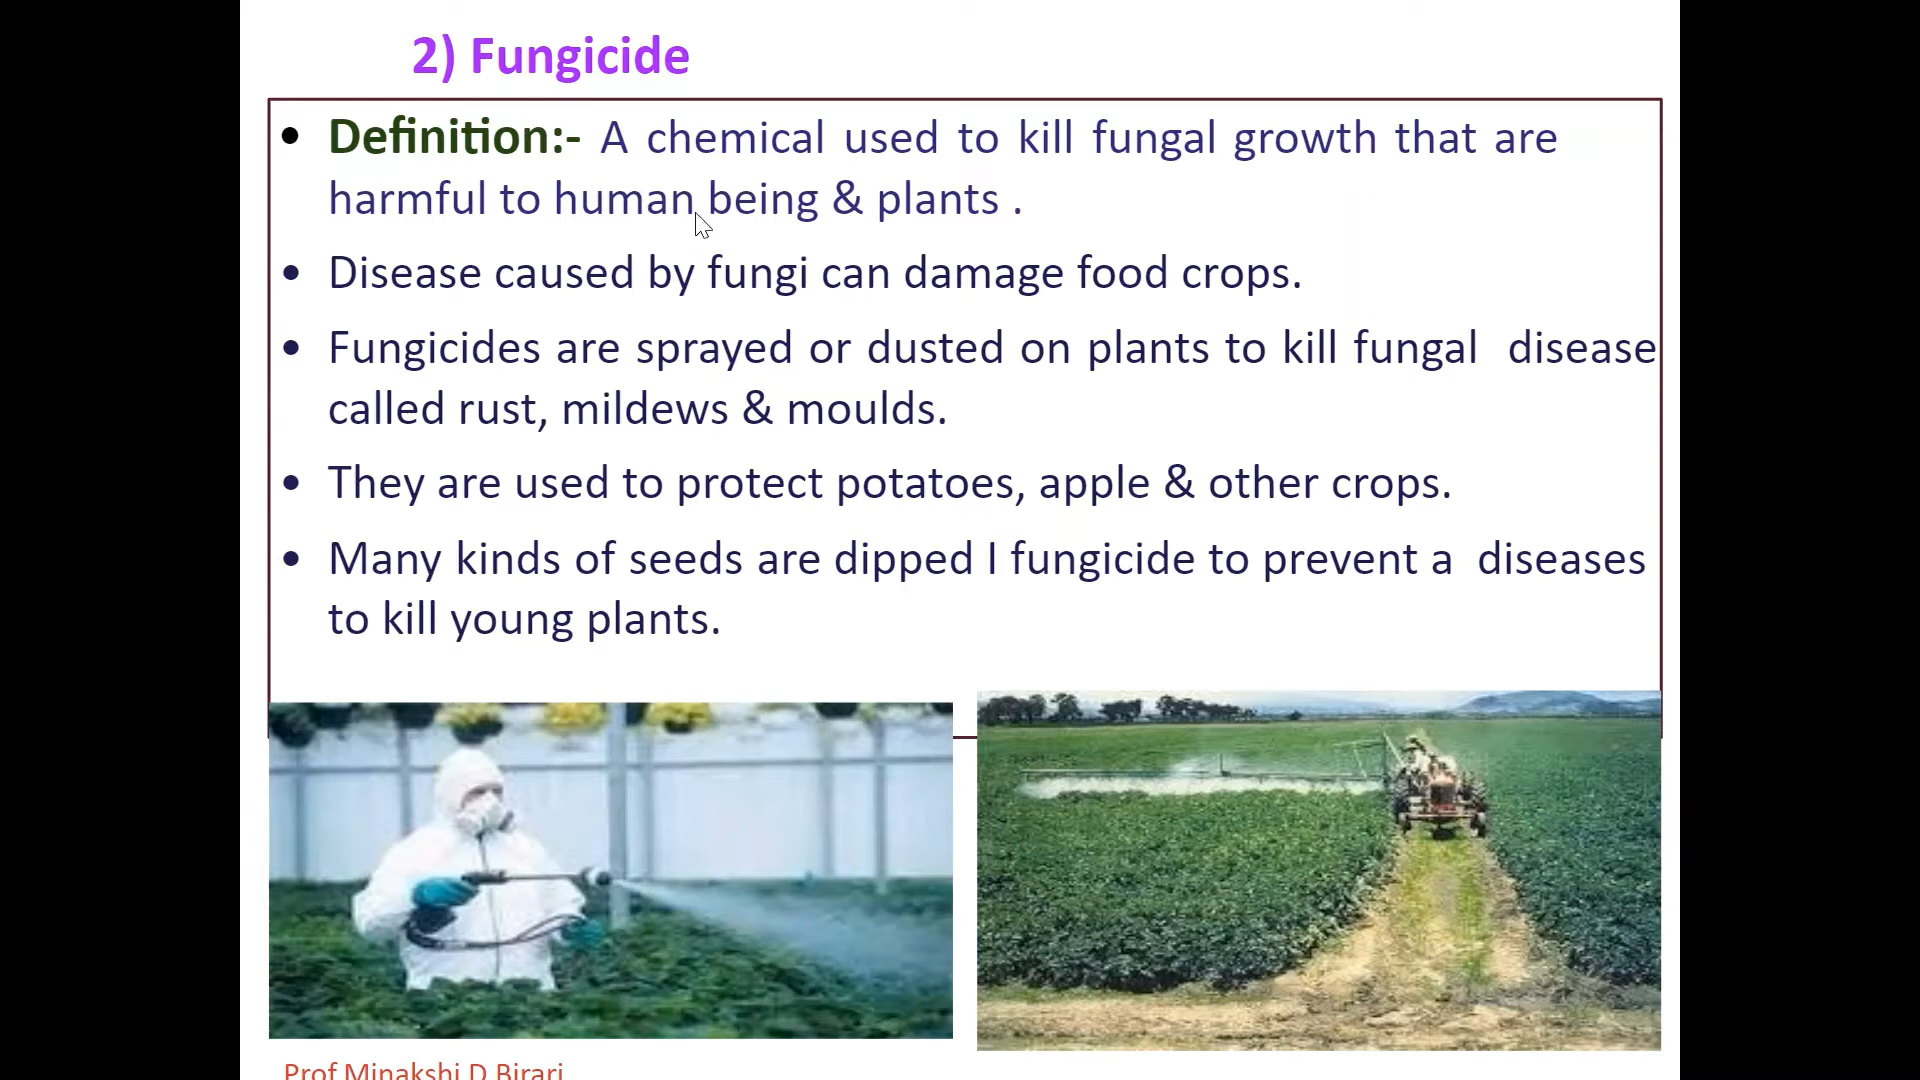 2) Fungicide
• Definition:- A chemical used to kill fungal growth that are
harmful to human being & plants .
• Disease caused by fungi can damage food crops.
• Fungicides are sprayed or dusted on plants to kill fungal disease
called rust, mildews & moulds.
• They are used to protect potatoes, apple & other crops.
• Many kinds of seeds are dipped I fungicide to prevent a diseases
to kill young plants.
Prof Minakshi D Birari